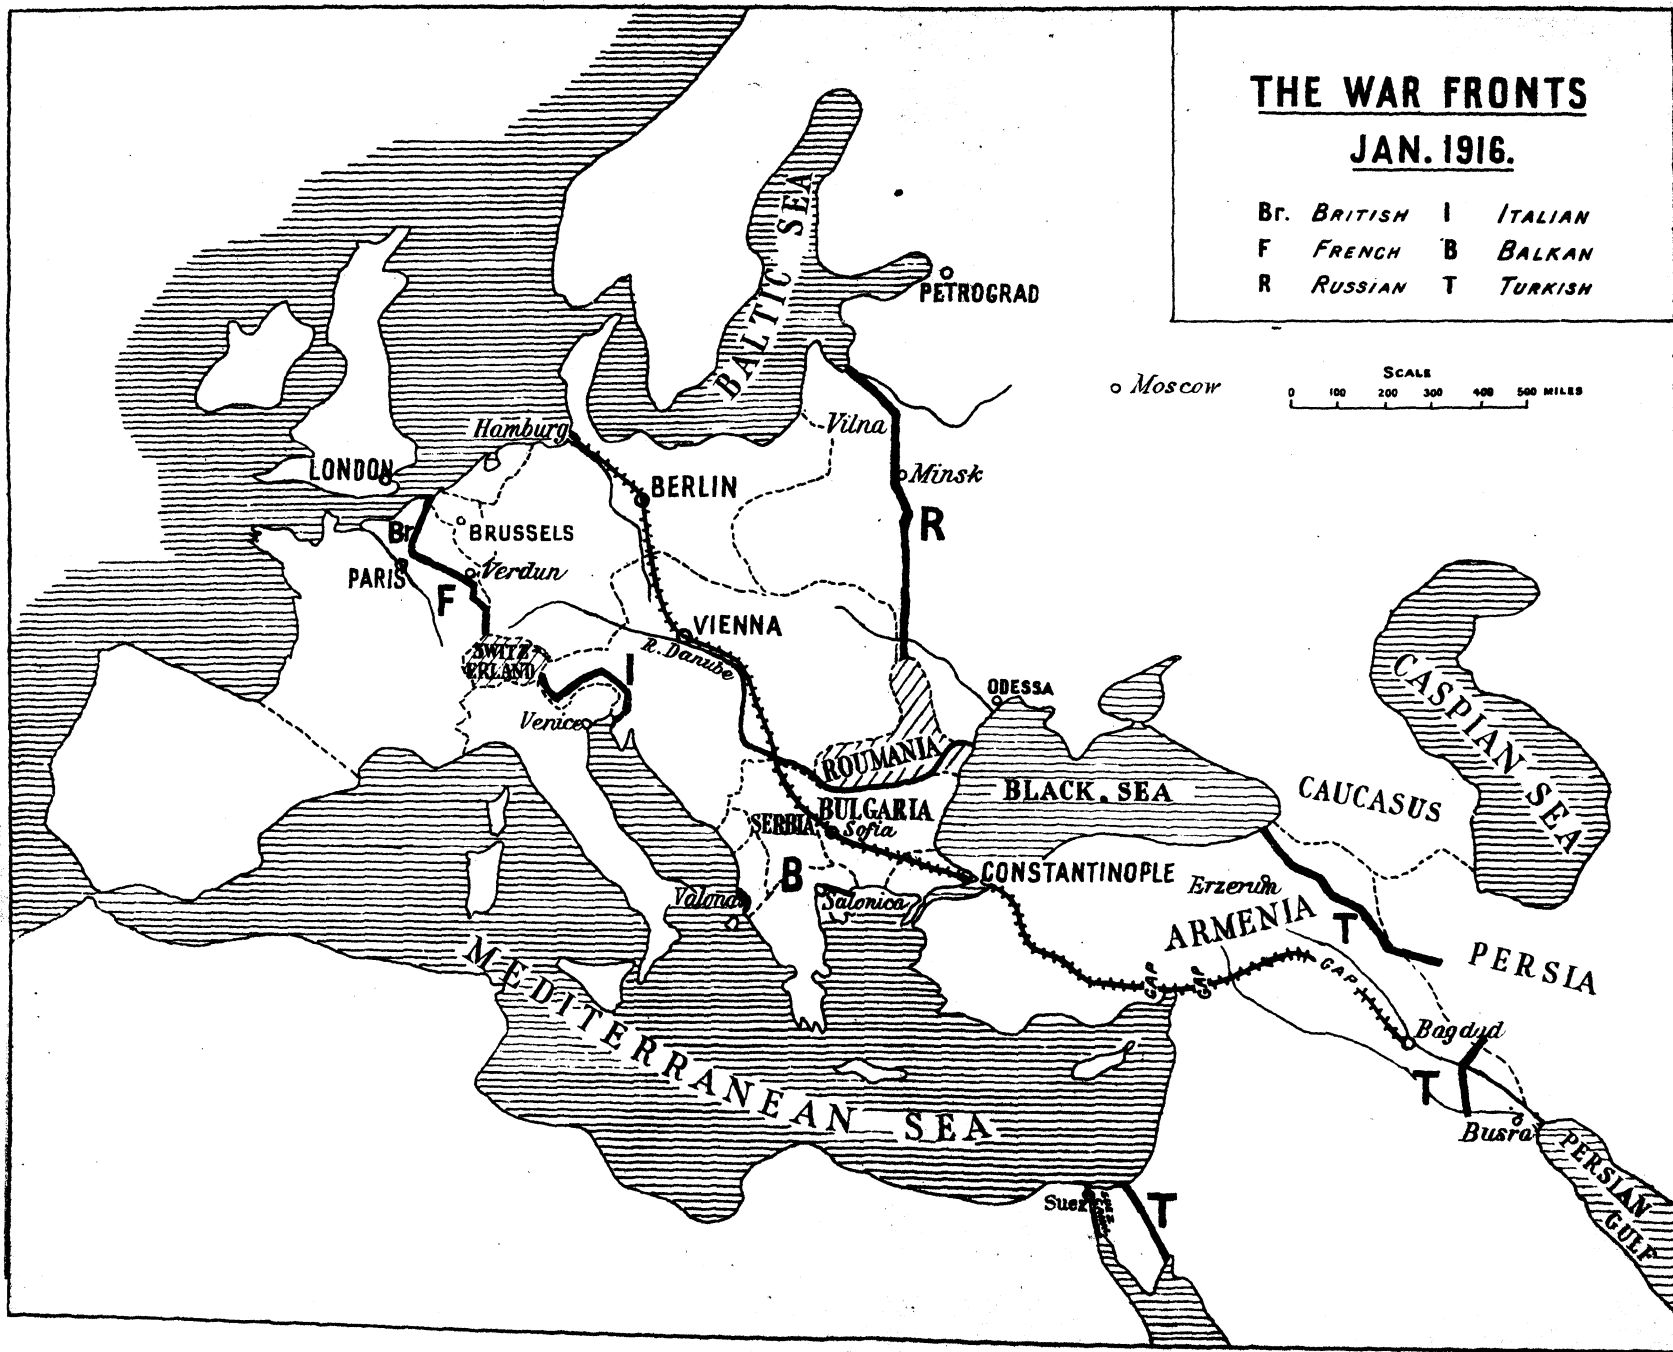 THE WAR FRONTS
JAN. 1916.
Br. BRITISH I ITALIAN
F FRENCH B BALKAN
R RUSSIAN T TURKISH
SCALE
0 100 200 300 400 500 MILES
BALTIC SEA
PETROGRAD
Moscow
Vilna
Hamburg
LONDON
Minsk
BERLIN
R
Br
BRUSSELS
PARIS
Verdun
F
VIENNA
SWITZ
ERLAND
R. Danube
I
Venice
ODESSA
CASPIAN SEA
ROUMANIA
BLACK SEA
CAUCASUS
BULGARIA
SERBIA
Sofia
B
CONSTANTINOPLE
Erzerum
Valona
Salonica
ARMENIA
T
PERSIA
MEDITERRANEAN SEA
GAP
GAP
GAP
Bagdad
T
Busra
PERSIAN
GULF
Suez
T